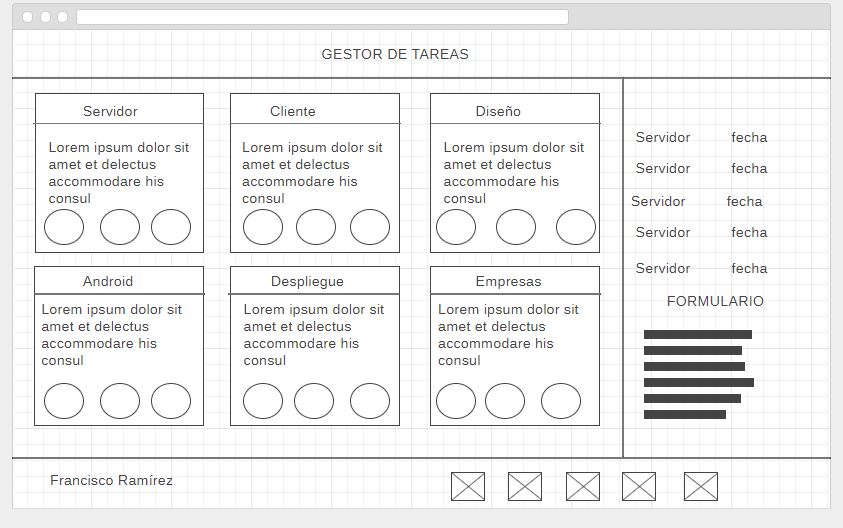 GESTOR DE TAREAS
Servidor
Lorem ipsum dolor sit
amet et delectus
accommodare his
consul
Cliente
Lorem ipsum dolor sit
amet et delectus
accommodare his
consul
Diseño
Lorem ipsum dolor sit
amet et delectus
accommodare his
consul
Android
Lorem ipsum dolor sit
amet et delectus
accommodare his
consul
Despliegue
Lorem ipsum dolor sit
amet et delectus
accommodare his
consul
Empresas
Lorem ipsum dolor sit
amet et delectus
accommodare his
consul
Servidor fecha
Servidor fecha
Servidor fecha
Servidor fecha
Servidor fecha
FORMULARIO
Francisco Ramírez